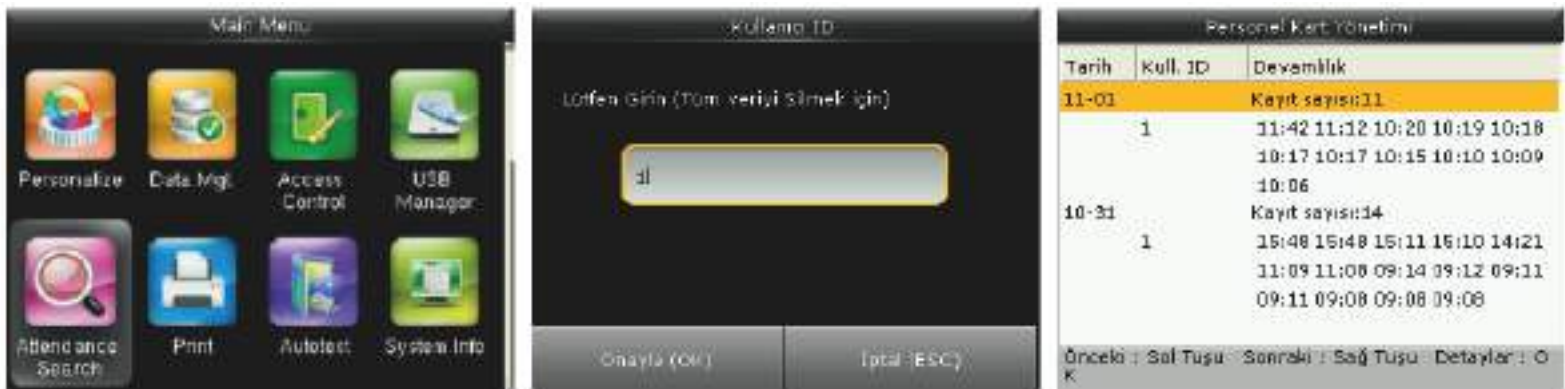 Main Menu
Personalize
Data Mgt.
Access Control
USB Manager
Attendance Search
Print
Autotest
System Info
Kullanıcı ID
Lütfen Girin (Tüm veriyi Silmek için)
Onayla (OK)
İptal (ESC)
Personel Kart Yönetimi
Tarih Kull. ID Devamlılık
11-01 Kayıt sayısı:11
1 11:42 11:12 10:20 10:19 10:18
10:17 10:17 10:15 10:10 10:09
10:06
10-31 Kayıt sayısı:14
1 15:48 15:48 15:11 15:10 14:21
11:09 11:08 09:14 09:12 09:11
09:11 09:08 09:08 09:08
Önceki : Sol Tuşu Sonraki : Sağ Tuşu Detaylar : O
K